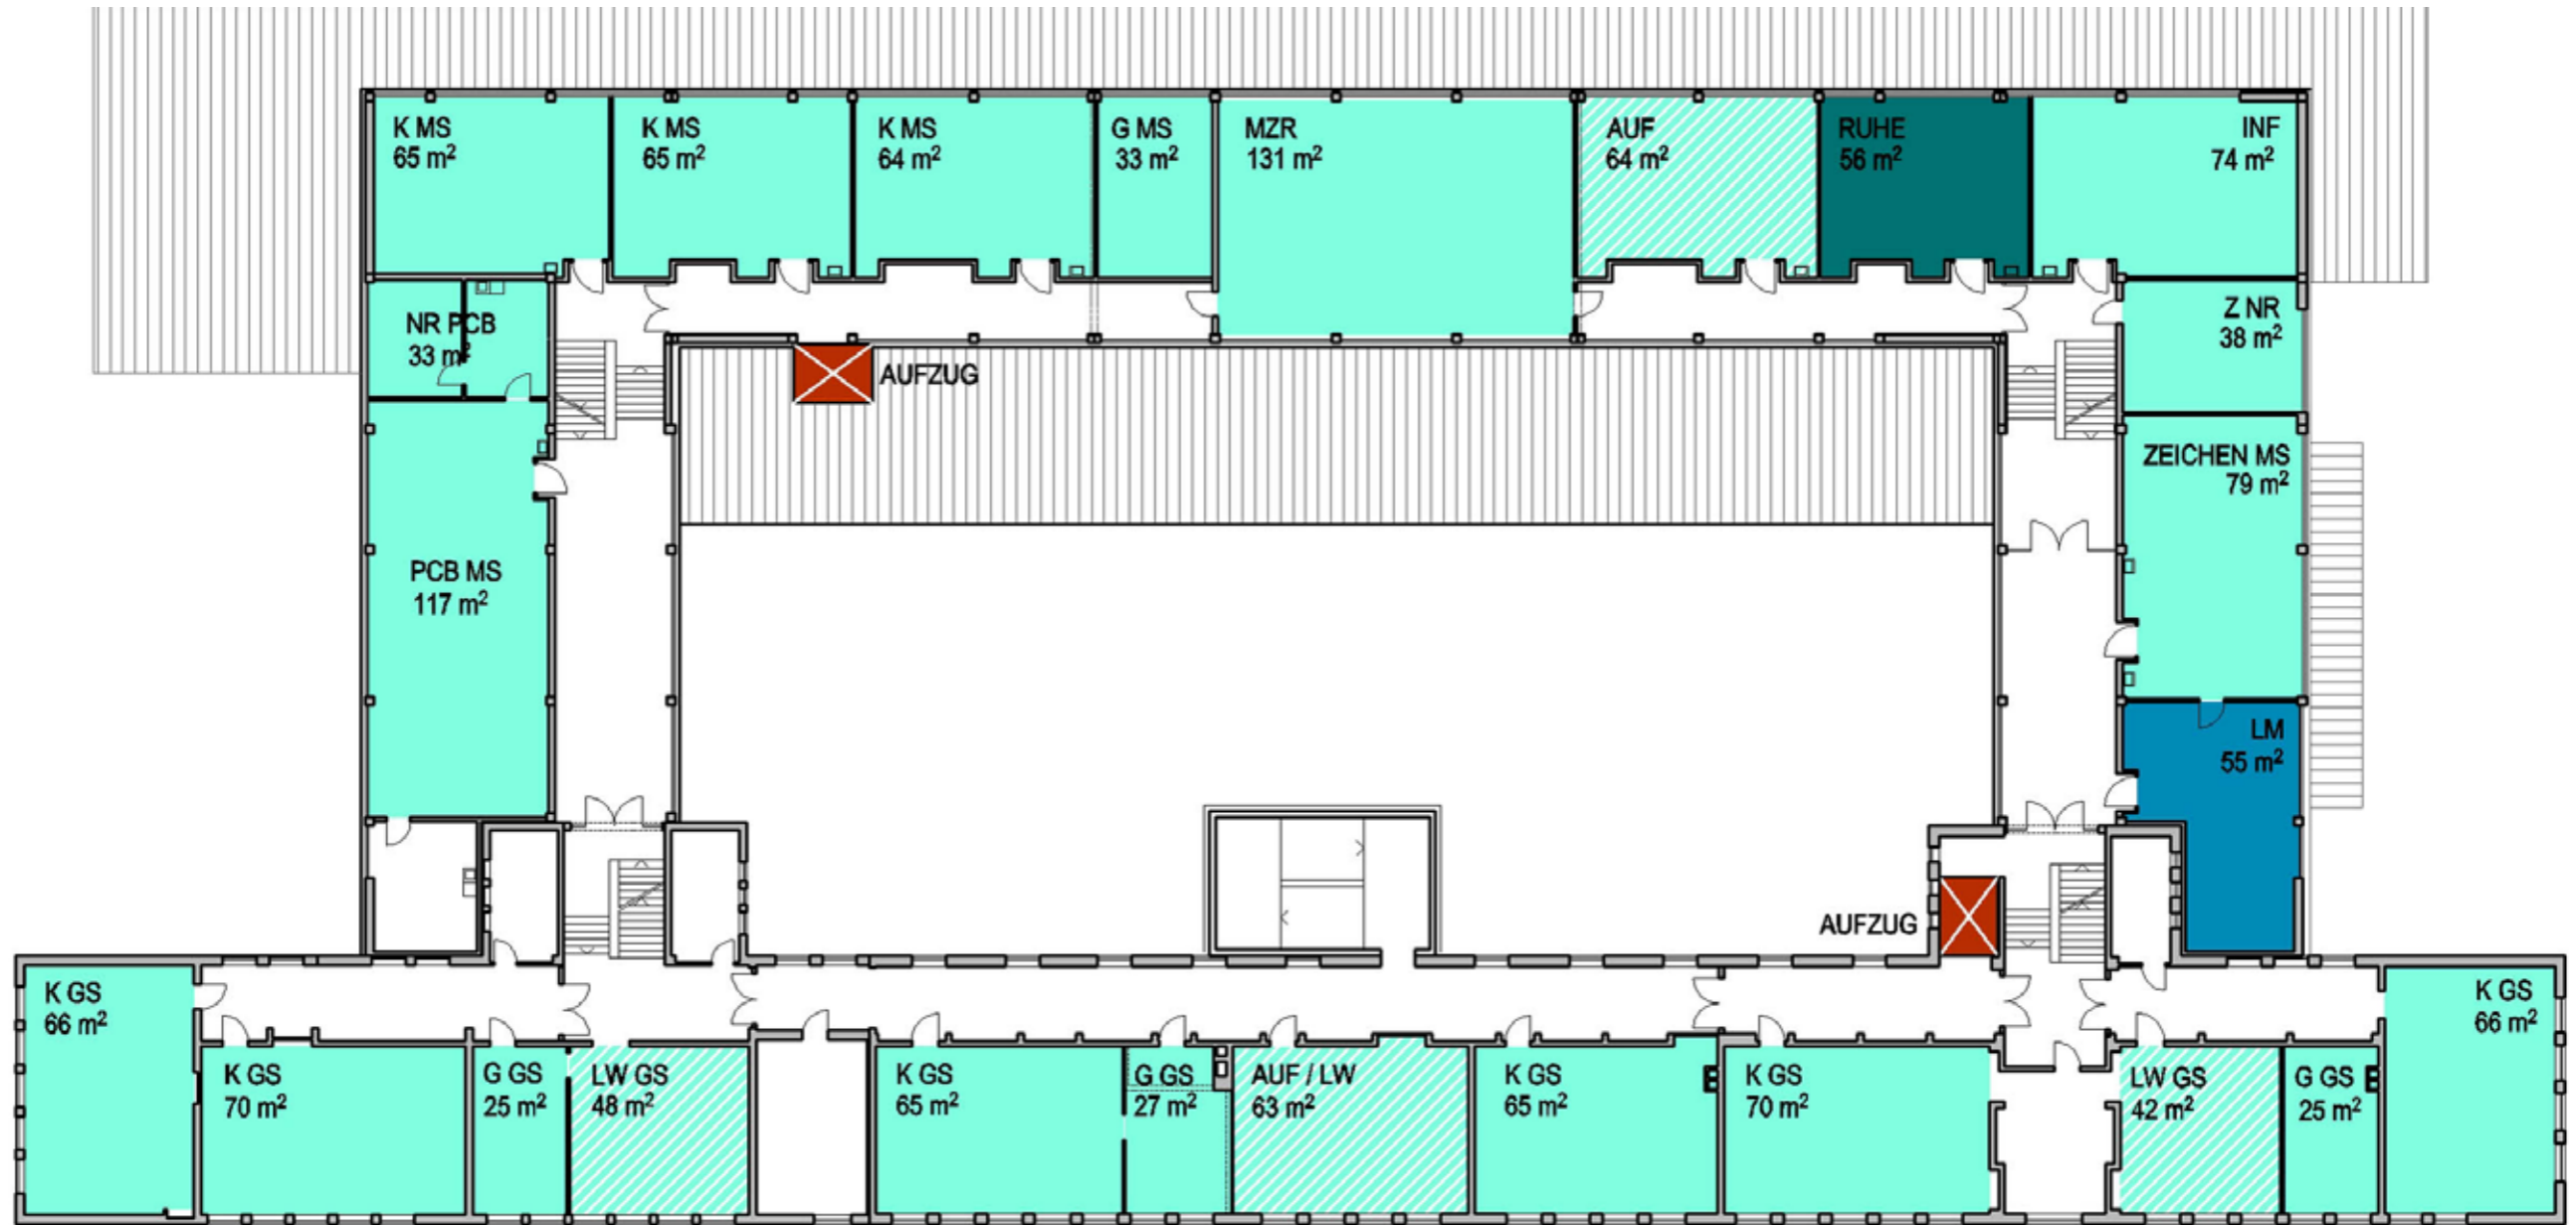 K MS
65 m²
K MS
65 m²
K MS
64 m²
G MS
33 m²
MZR
131 m²
AUF
64 m²
RUHE
56 m²
INF
74 m²
NR PCB
33 m²
Z NR
38 m²
AUFZUG
ZEICHEN MS
79 m²
PCB MS
117 m²
LM
55 m²
AUFZUG
K GS
66 m²
K GS
70 m²
G GS
25 m²
LW GS
48 m²
K GS
65 m²
G GS
27 m²
AUF / LW
63 m²
K GS
65 m²
K GS
70 m²
LW GS
42 m²
G GS
25 m²
K GS
66 m²